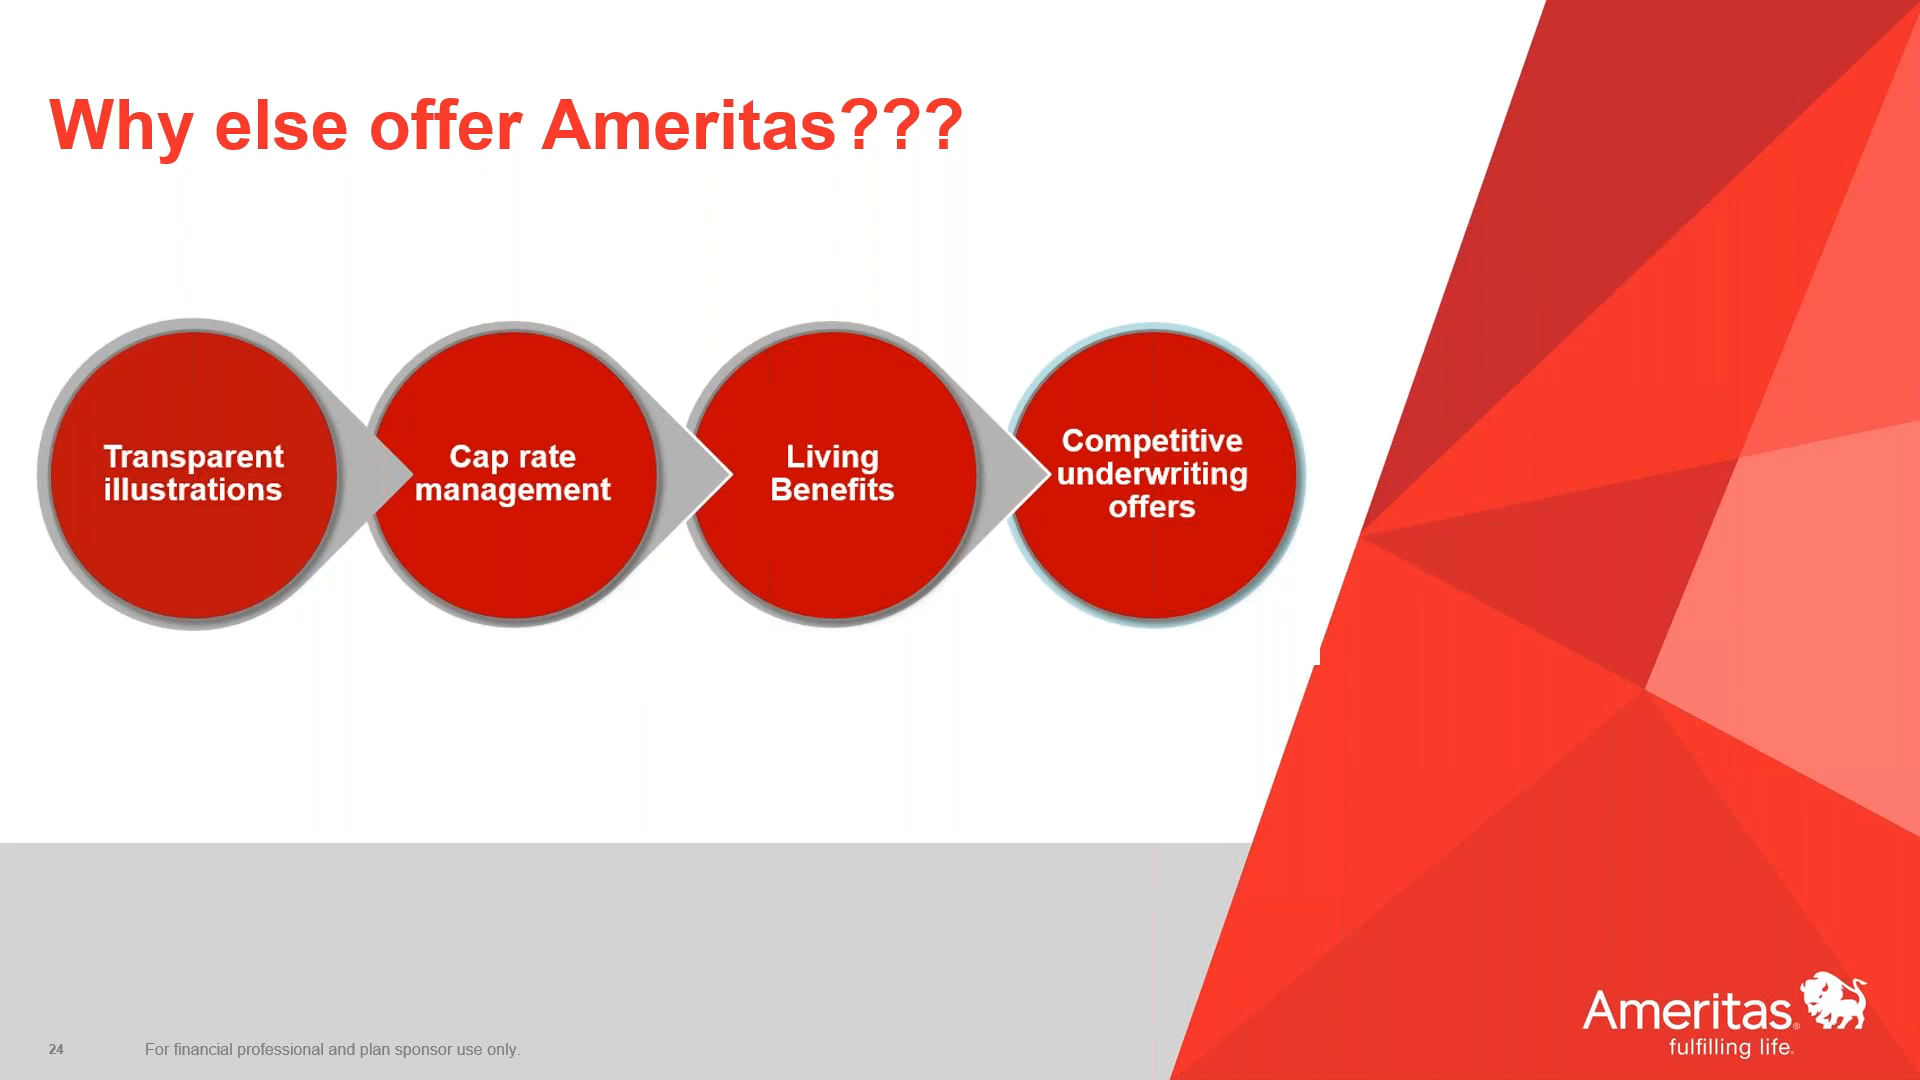 Why else offer Ameritas???
Transparent
illustrations
Cap rate
management
Living
Benefits
Competitive
underwriting
offers
Ameritas®
fulfilling life®
24
For financial professional and plan sponsor use only.